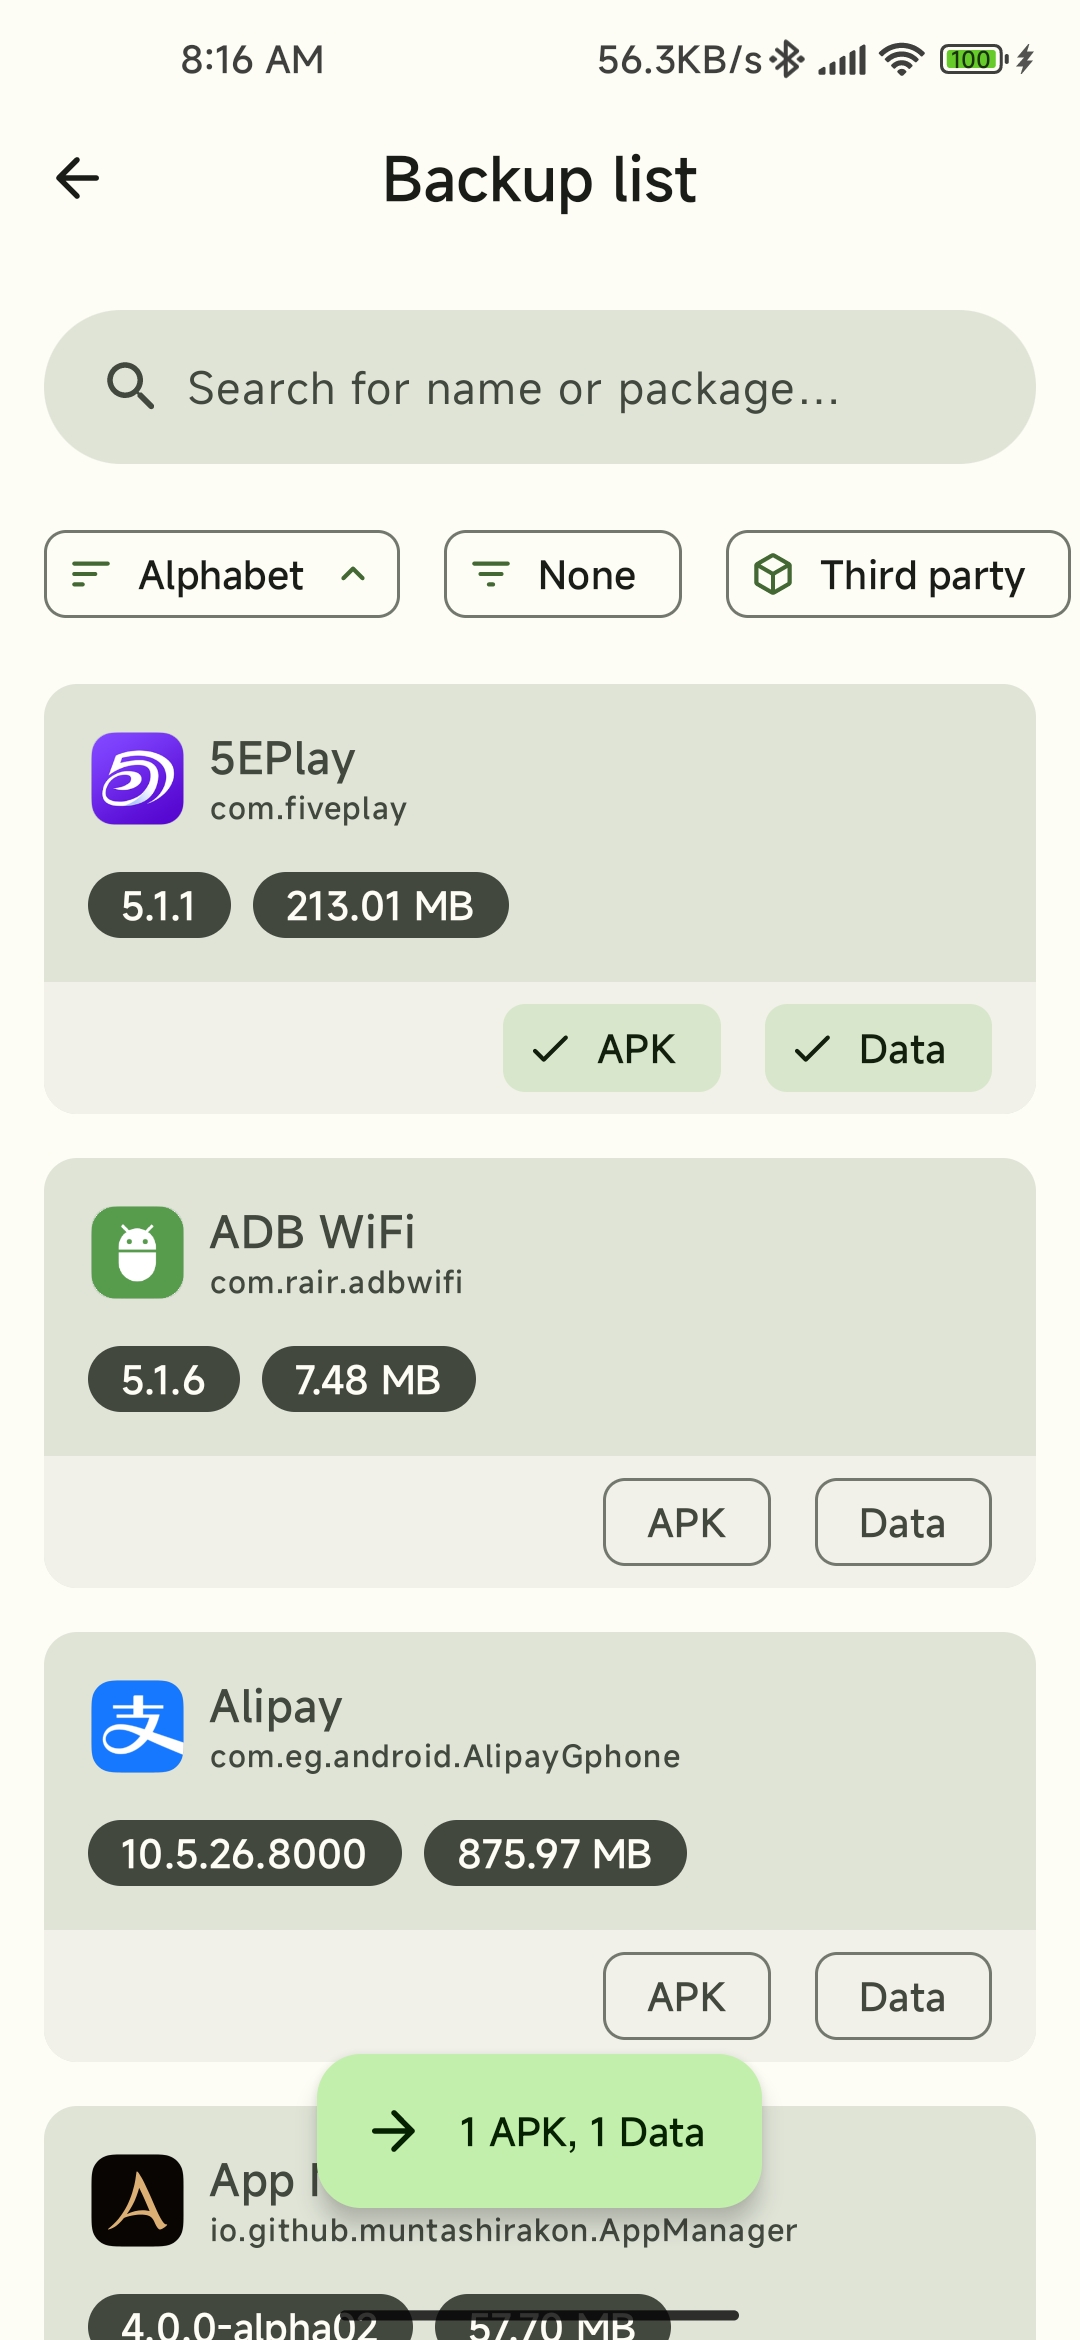 8:16 AM 56.3KB/s 100
Backup list
Search for name or package...
Alphabet None Third party
5EPlay
com.fiveplay
5.1.1 213.01 MB
APK Data
ADB WiFi
com.rair.adbwifi
5.1.6 7.48 MB
APK Data
支
Alipay
com.eg.android.AlipayGphone
10.5.26.8000 875.97 MB
APK Data
1 APK, 1 Data
App
io.github.muntashirakon.AppManager
4.0.0-alpha02 57.70 MB